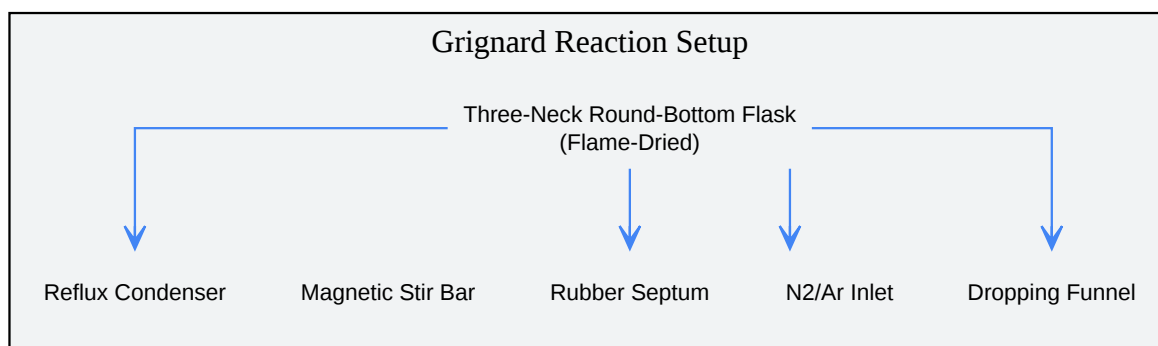 Grignard Reaction Setup
Three-Neck Round-Bottom Flask
(Flame-Dried)
Reflux Condenser
Magnetic Stir Bar
Rubber Septum
N2/Ar Inlet
Dropping Funnel